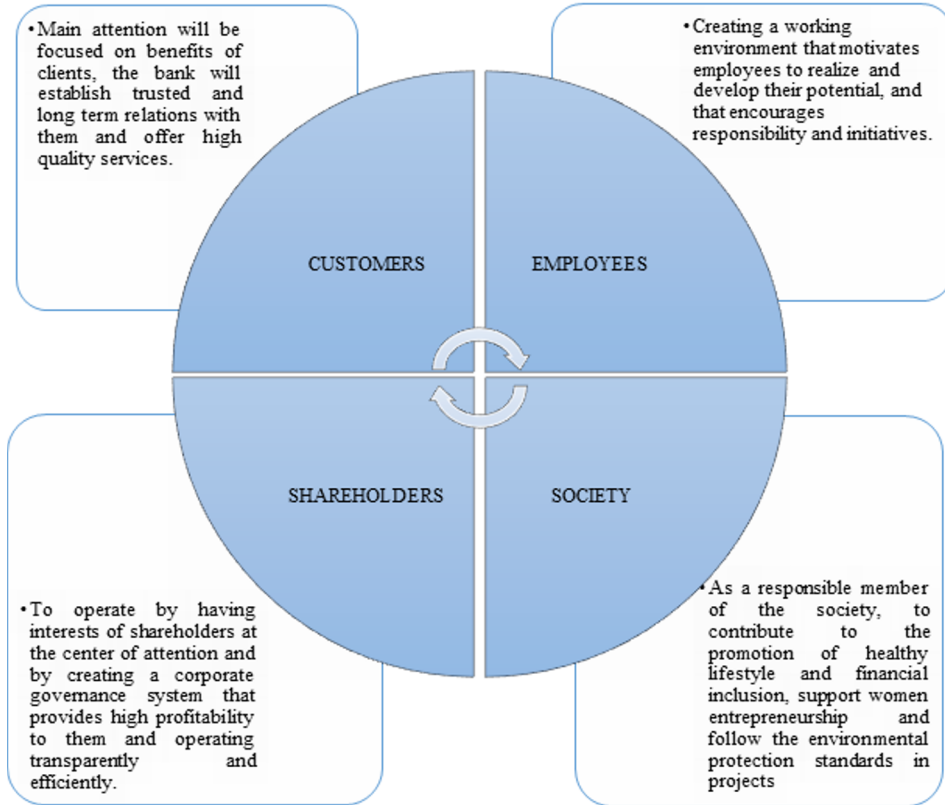 •Main attention will be
focused on benefits of
clients, the bank will
establish trusted and
long term relations with
them and offer high
quality services.
•Creating a working
environment that motivates
employees to realize and
develop their potential, and
that encourages
responsibility and initiatives.
CUSTOMERS
EMPLOYEES
SHAREHOLDERS
SOCIETY
•To operate by having
interests of shareholders at
the center of attention and
by creating a corporate
governance system that
provides high profitability
to them and operating
transparently and
efficiently.
•As a responsible member
of the society, to
contribute to the
promotion of healthy
lifestyle and financial
inclusion, support women
entrepreneurship and
follow the environmental
protection standards in
projects